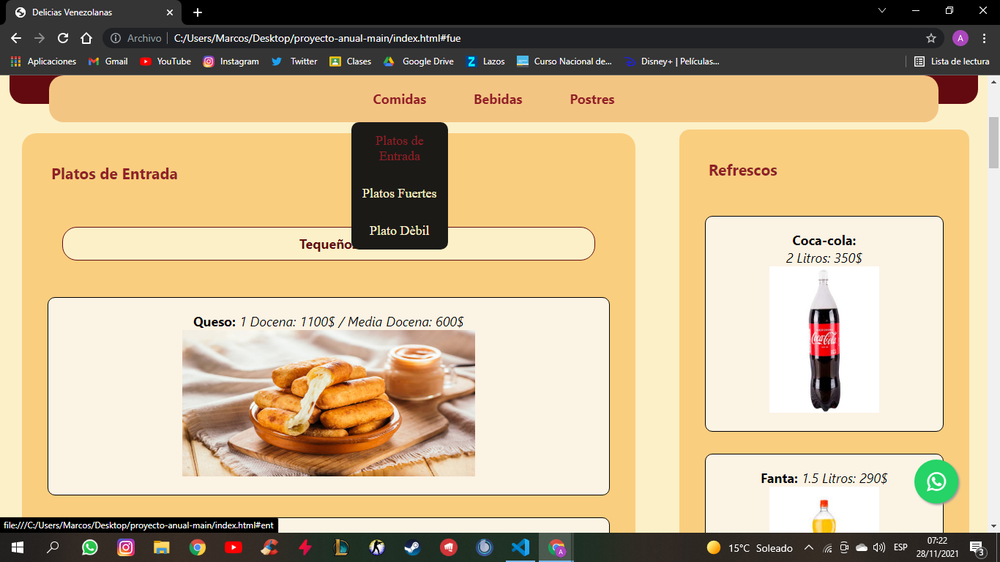 Delicias Venezolanas
Archivo C:/Users/Marcos/Desktop/proyecto-anual-main/index.html#fue
A
Aplicaciones Gmail YouTube Instagram Twitter Clases Google Drive Lazos Curso Nacional de... Disney+ | Películas... Lista de lectura
Comidas Bebidas Postres
Platos de
Entrada
Platos Fuertes
Plato Dèbil
Platos de Entrada
Tequeño
Queso: 1 Docena: 1100$ / Media Docena: 600$
Refrescos
Coca-cola:
2 Litros: 350$
Coca-Cola
Fanta: 1.5 Litros: 290$
file:///C:/Users/Marcos/Desktop/proyecto-anual-main/index.html#ent
A
15°C Soleado ESP
07:22
28/11/2021
3